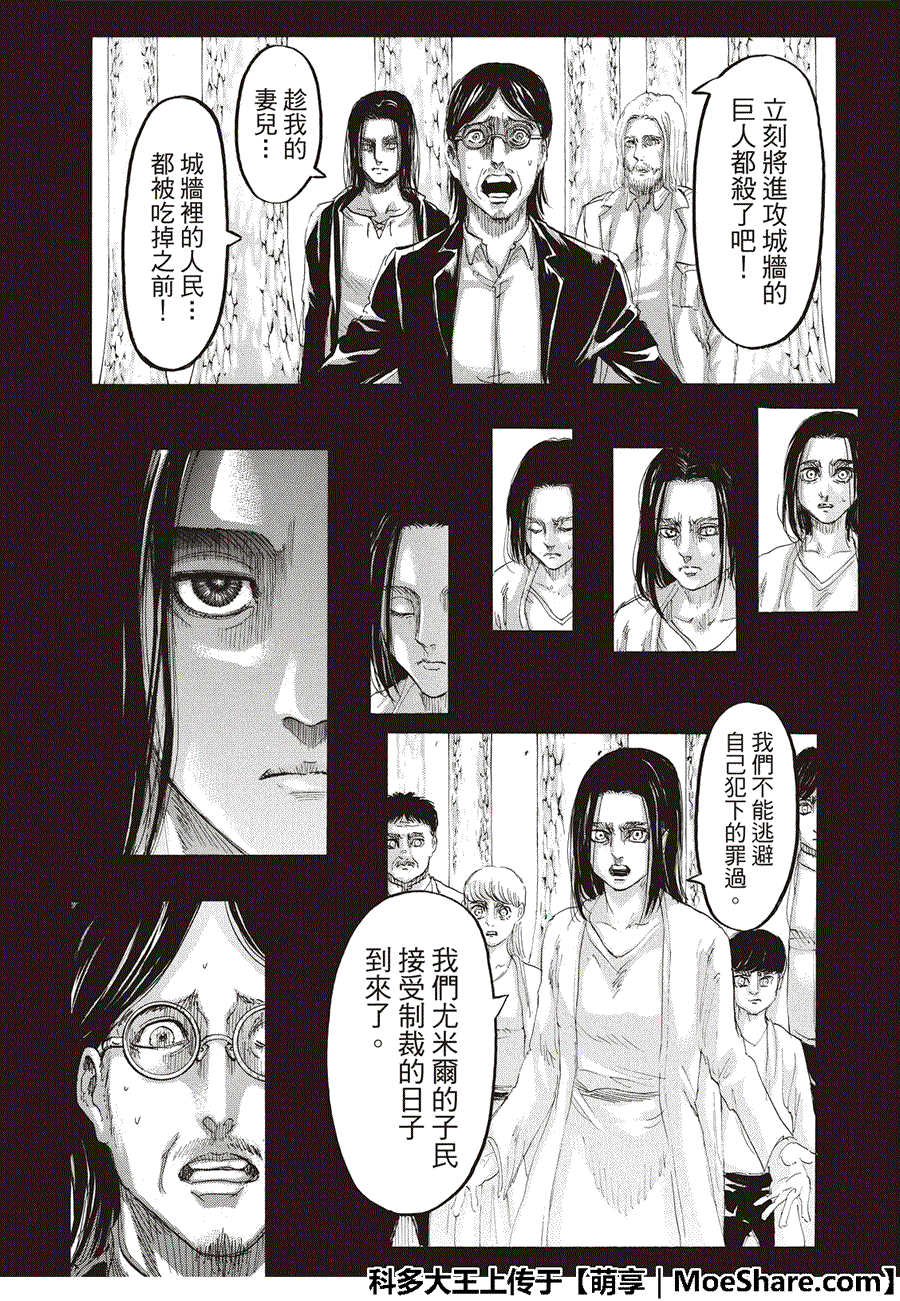 立刻將進攻城牆的
巨人都殺了吧！
趁我的
妻兒…
城牆裡的人民…
都被吃掉之前！
我們不能逃避
自己犯下的罪過。
我們尤米爾的子民
接受制裁的日子
到來了。
科多大王上传于【萌享｜MoeShare.com】